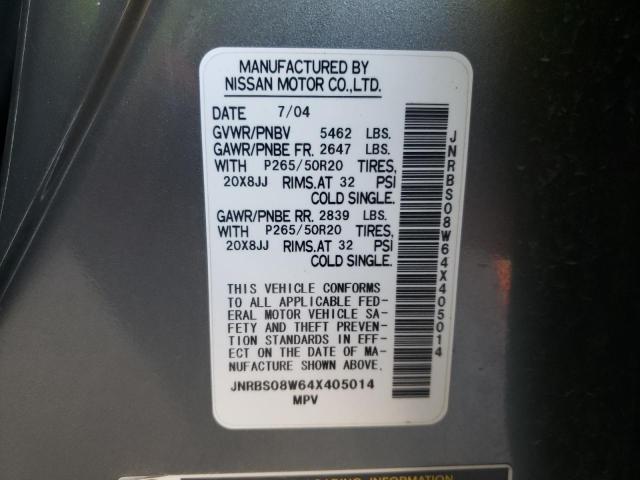 MANUFACTURED BY
NISSAN MOTOR CO.,LTD.
DATE 7/04
GVWR/PNBV 5462 LBS.
GAWR/PNBE FR. 2647 LBS.
WITH P265/50R20 TIRES,
20X8JJ RIMS.AT 32 PSI
COLD SINGLE.
GAWR/PNBE RR. 2839 LBS.
WITH P265/50R20 TIRES,
20X8JJ RIMS.AT 32 PSI
COLD SINGLE.
THIS VEHICLE CONFORMS
TO ALL APPLICABLE FED-
ERAL MOTOR VEHICLE SA-
FETY AND THEFT PREVEN-
TION STANDARDS IN EFF-
ECT ON THE DATE OF MA-
NUFACTURE SHOWN ABOVE.
JNRBS08W64X405014
MPV
JNRBS08W64X405014
INFORMATION